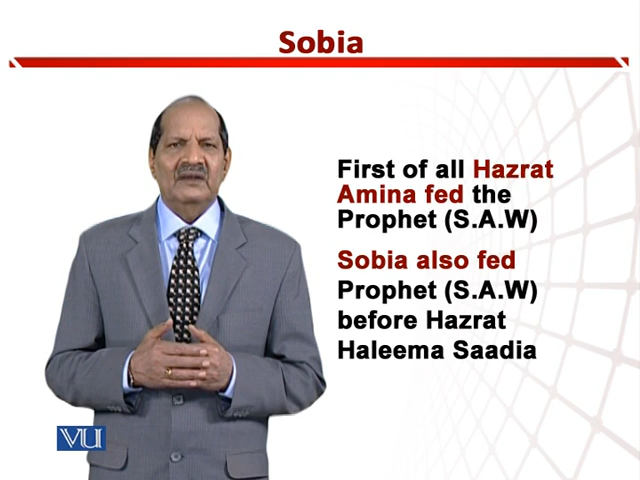 Sobia
First of all Hazrat
Amina fed the
Prophet (S.A.W)
Sobia also fed
Prophet (S.A.W)
before Hazrat
Haleema Saadia
VU